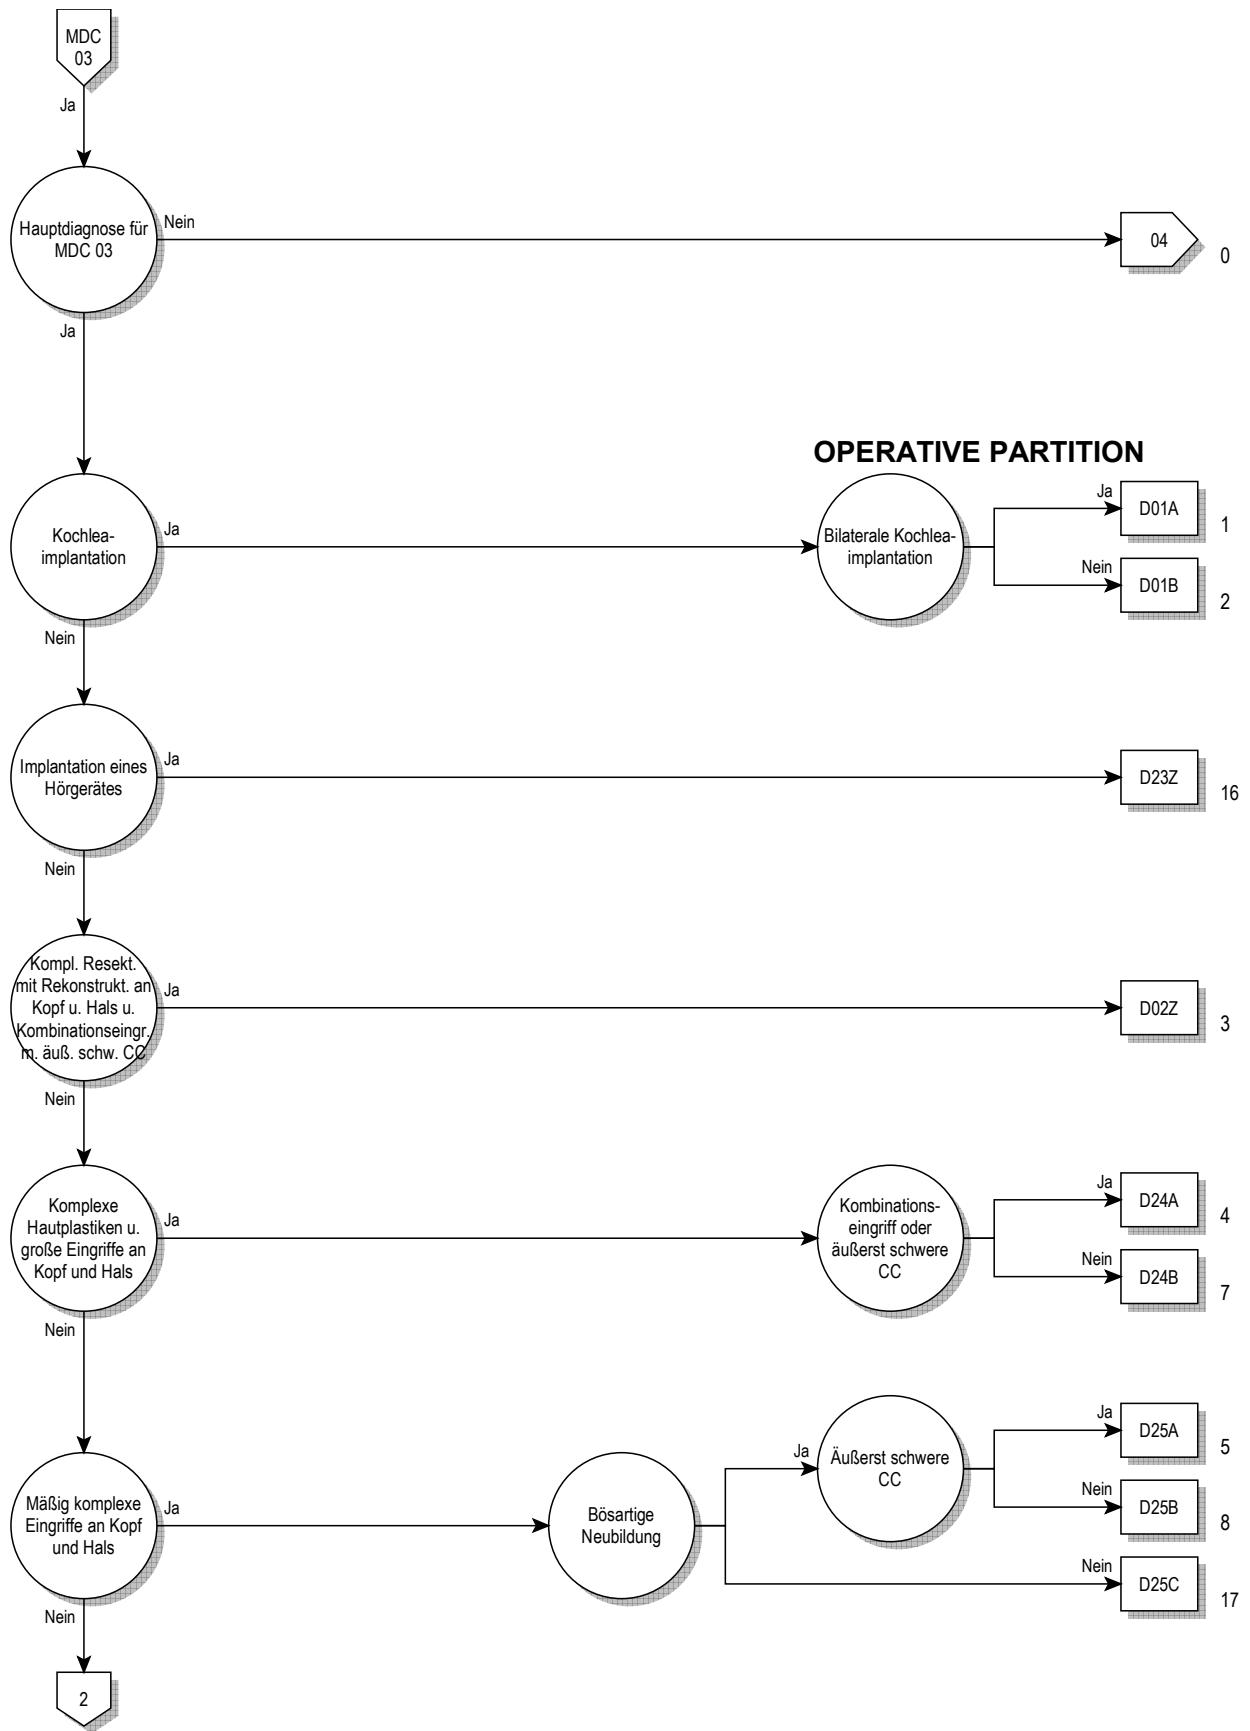 MDC
03
Ja
Hauptdiagnose für
MDC 03
Nein
04
0
Ja
OPERATIVE PARTITION
Kochlea-
implantation
Ja
Bilaterale Kochlea-
implantation
Ja
D01A
1
Nein
D01B
2
Nein
Implantation eines
Hörgerätes
Ja
D23Z
16
Nein
Kompl. Resekt.
mit Rekonstrukt. an
Kopf u. Hals u.
Kombinationseingr.
m. äuß. schw. CC
Ja
D02Z
3
Nein
Komplexe
Hautplastiken u.
große Eingriffe an
Kopf und Hals
Ja
Kombinations-
eingriff oder
äußerst schwere
CC
Ja
D24A
4
Nein
D24B
7
Nein
Mäßig komplexe
Eingriffe an Kopf
und Hals
Ja
Bösartige
Neubildung
Ja
Äußerst schwere
CC
Ja
D25A
5
Nein
D25B
8
Nein
D25C
17
Nein
2